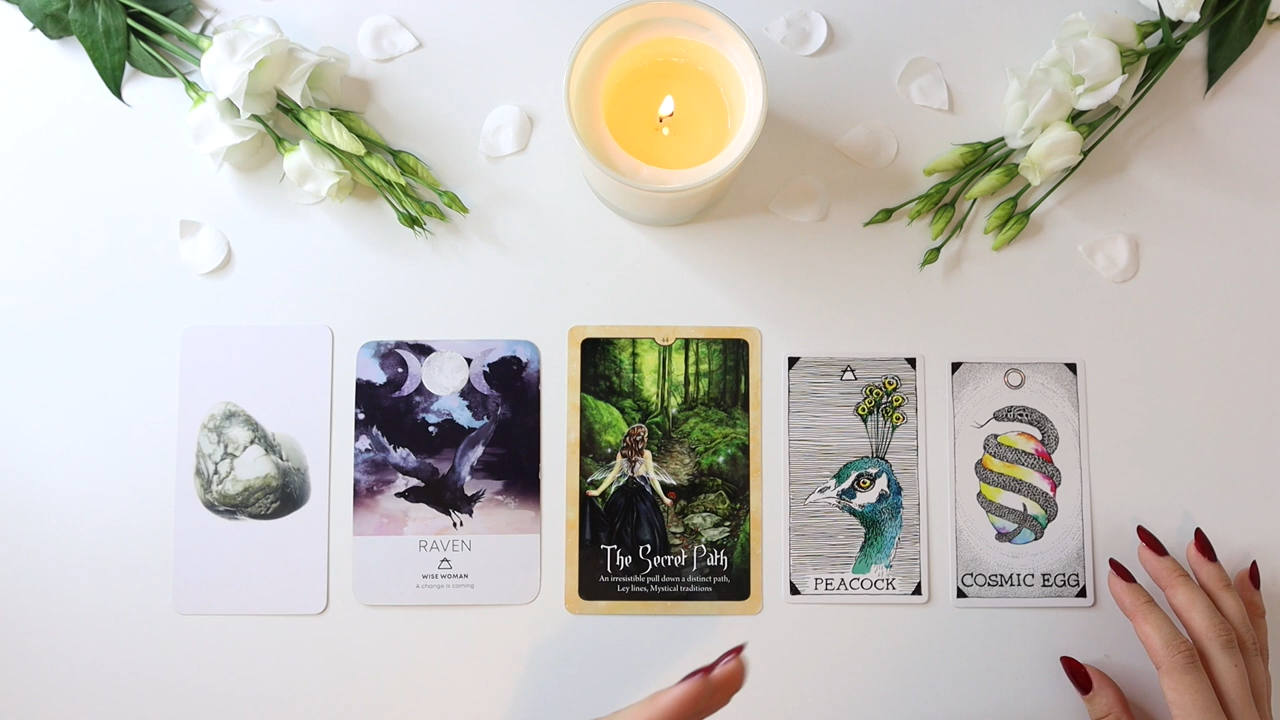 RAVEN
WISE WOMAN
A change is coming
44
The Secret Path
An irresistible pull down a distinct path,
Ley lines, Mystical traditions
PEACOCK
COSMIC EGG